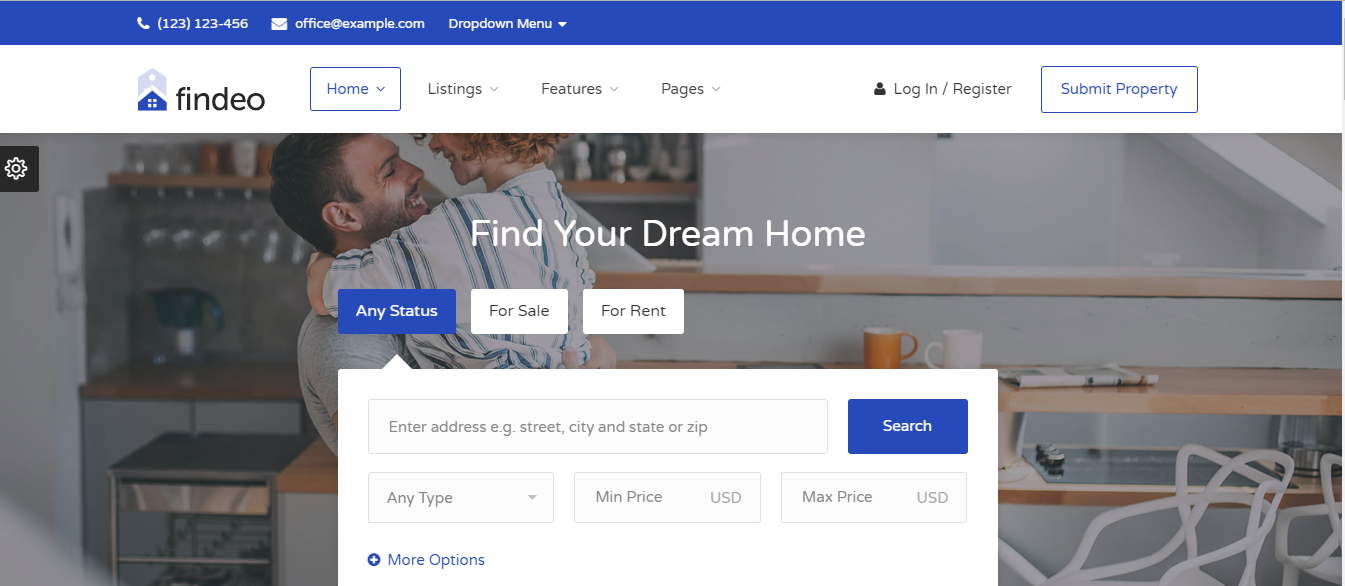 (123) 123-456 office@example.com Dropdown Menu
findeo Home Listings Features Pages Log In / Register Submit Property
Find Your Dream Home
Any Status For Sale For Rent
Enter address e.g. street, city and state or zip Search
Any Type Min Price USD Max Price USD
More Options